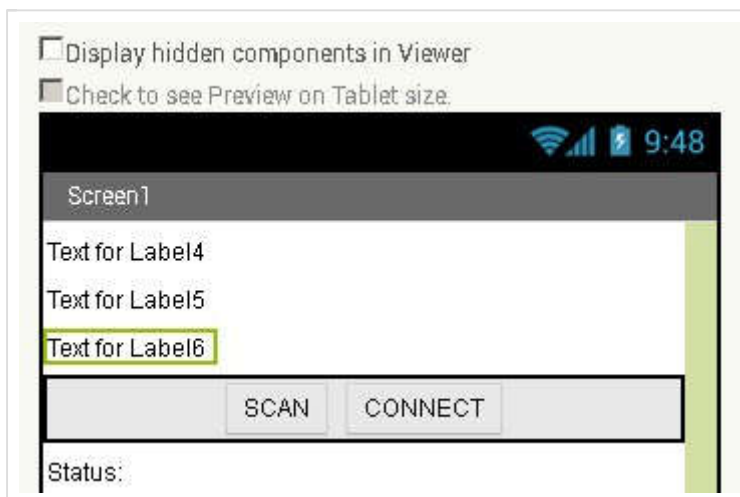 Display hidden components in Viewer
Check to see Preview on Tablet size.
9:48
Screen1
Text for Label4
Text for Label5
Text for Label6
SCAN CONNECT
Status: